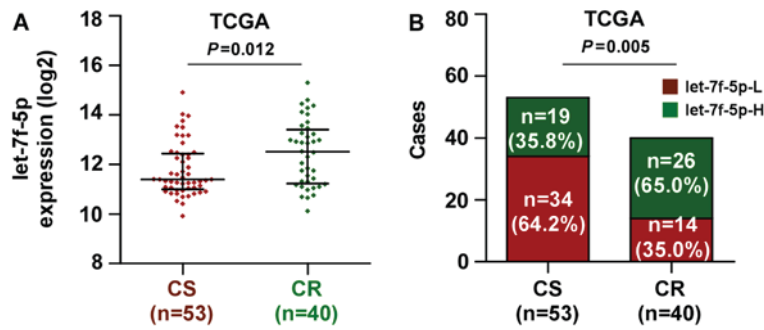 A
TCGA
P=0.012
let-7f-5p
expression (log2)
16
14
12
10
8
CS
(n=53)
CR
(n=40)
B
TCGA
P=0.005
let-7f-5p-L
let-7f-5p-H
Cases
80
60
40
20
0
n=19
(35.8%)
n=34
(64.2%)
n=26
(65.0%)
n=14
(35.0%)
CS
(n=53)
CR
(n=40)